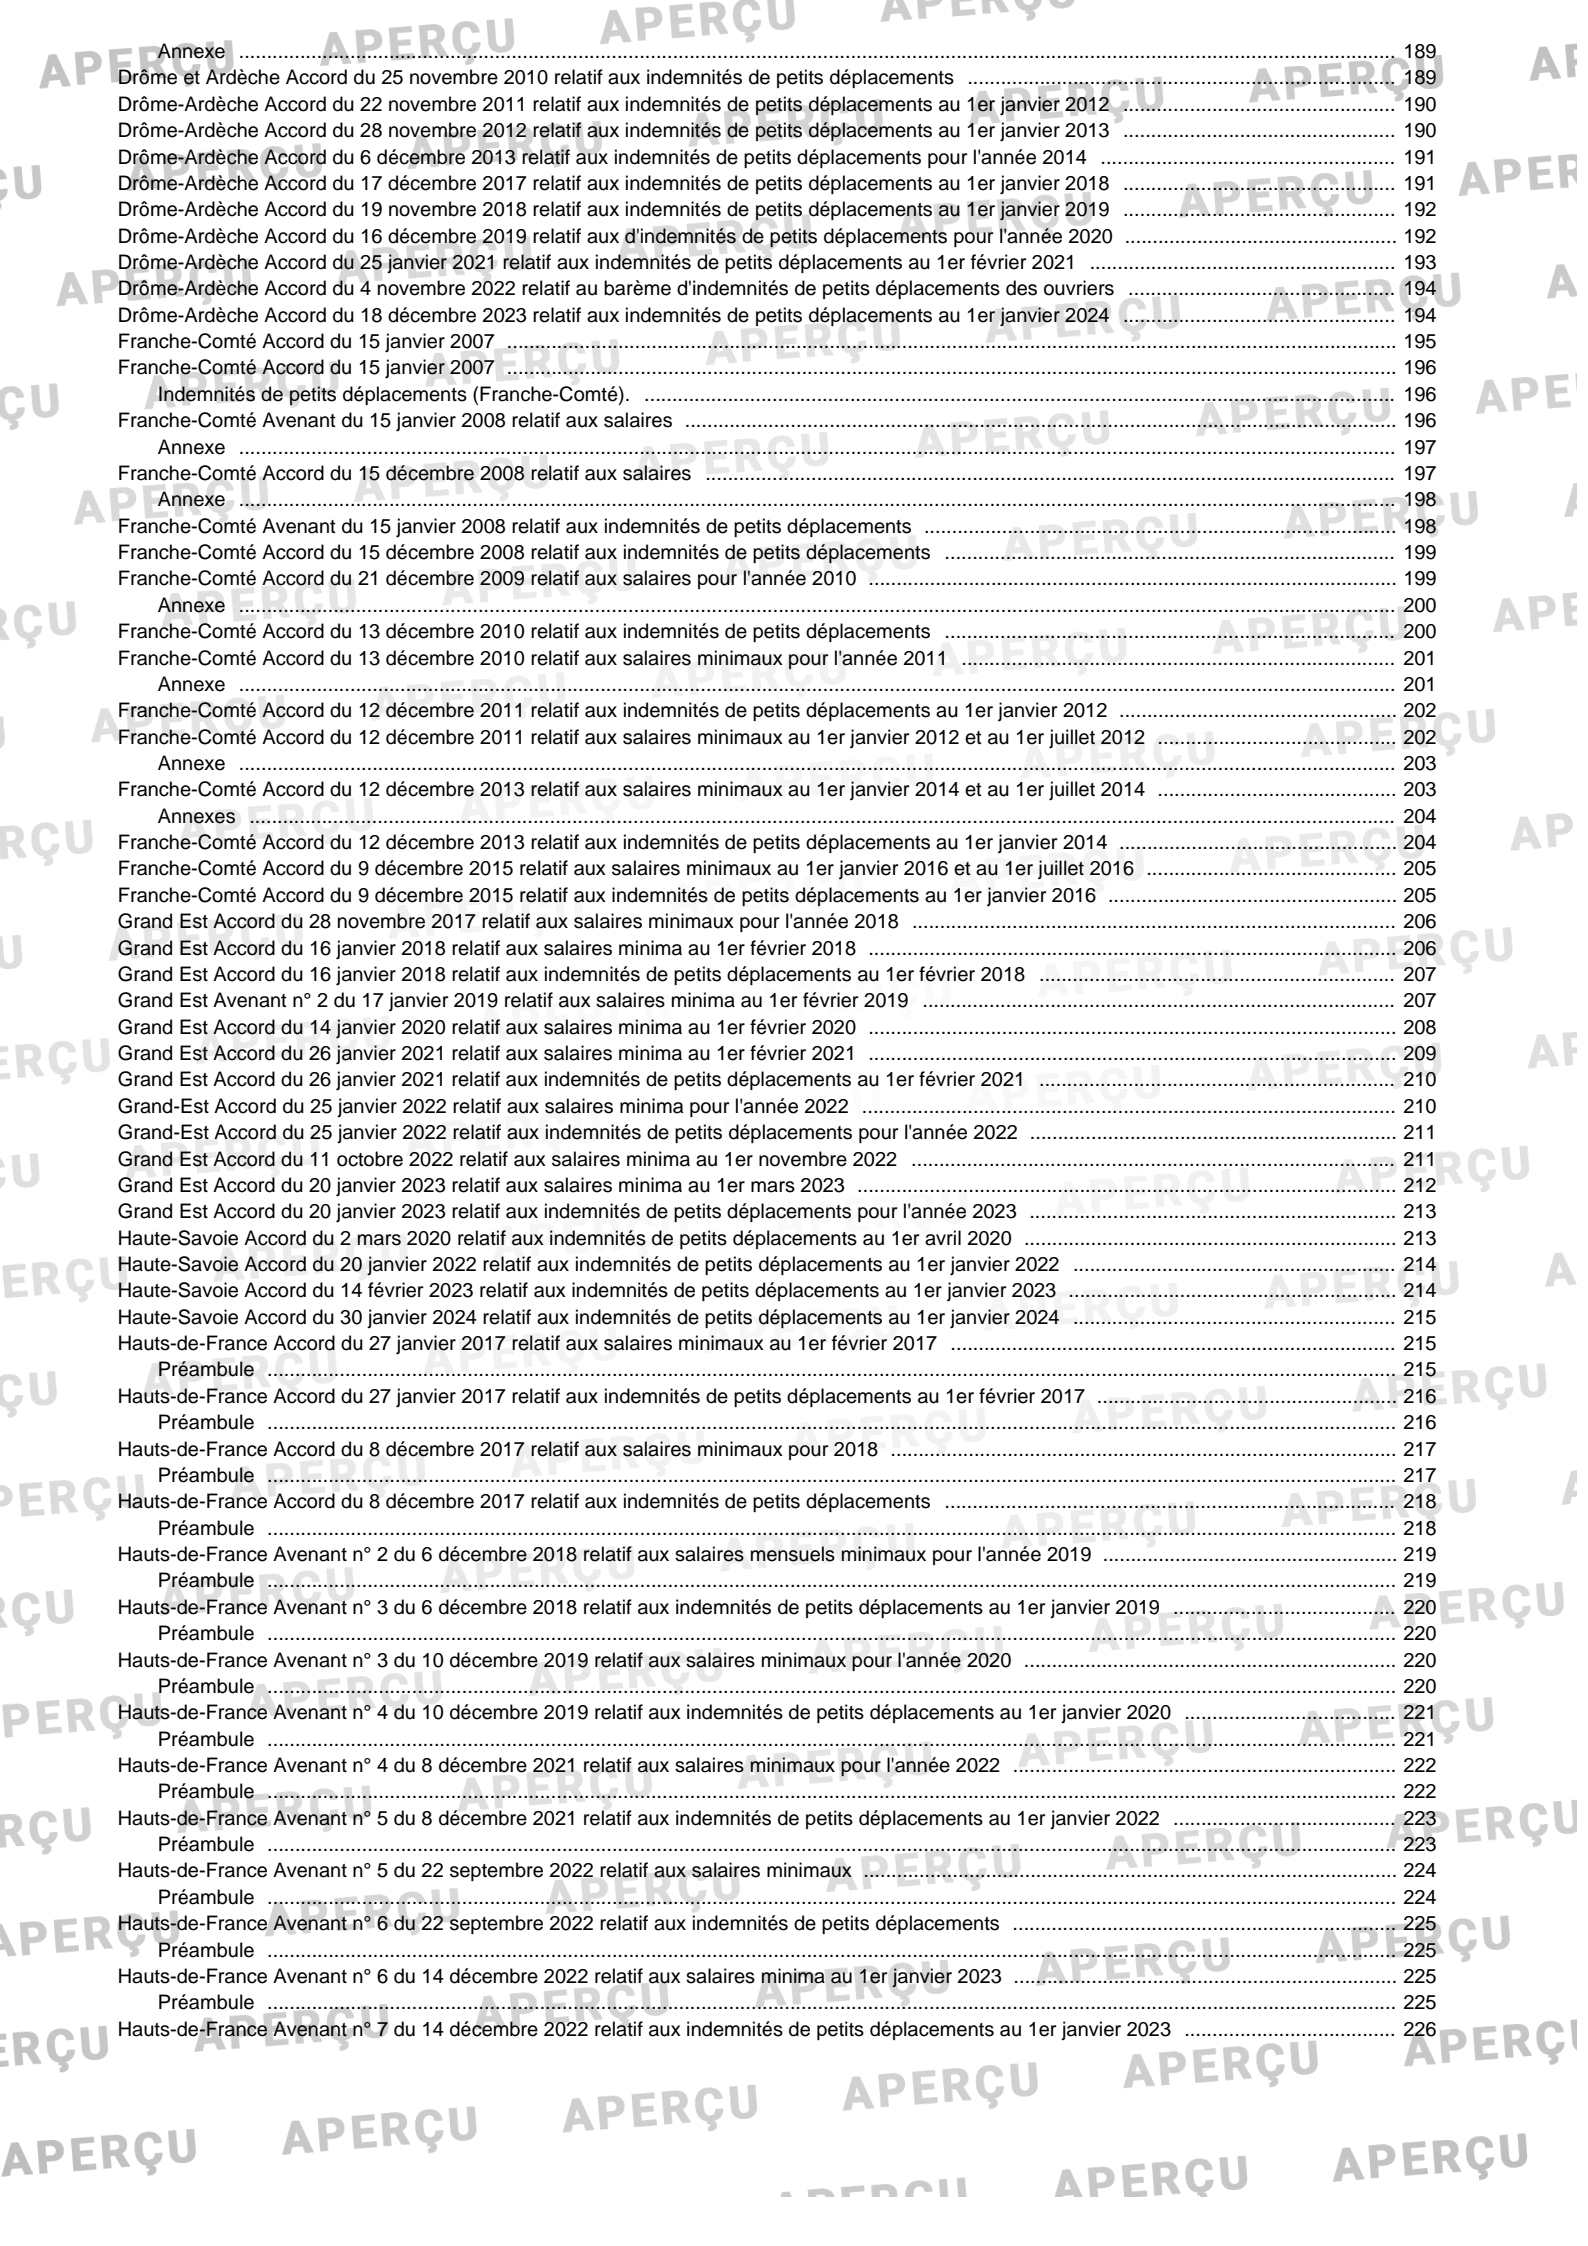 Annexe ........ 189
Drôme et Ardèche Accord du 25 novembre 2010 relatif aux indemnités de petits déplacements ........ 189
Drôme-Ardèche Accord du 22 novembre 2011 relatif aux indemnités de petits déplacements au 1er janvier 2012 ........ 190
Drôme-Ardèche Accord du 28 novembre 2012 relatif aux indemnités de petits déplacements au 1er janvier 2013 ........ 190
Drôme-Ardèche Accord du 6 décembre 2013 relatif aux indemnités de petits déplacements pour l'année 2014 ........ 191
Drôme-Ardèche Accord du 17 décembre 2017 relatif aux indemnités de petits déplacements au 1er janvier 2018 ........ 191
Drôme-Ardèche Accord du 19 novembre 2018 relatif aux indemnités de petits déplacements au 1er janvier 2019 ........ 192
Drôme-Ardèche Accord du 16 décembre 2019 relatif aux d'indemnités de petits déplacements pour l'année 2020 ........ 192
Drôme-Ardèche Accord du 25 janvier 2021 relatif aux indemnités de petits déplacements au 1er février 2021 ........ 193
Drôme-Ardèche Accord du 4 novembre 2022 relatif au barème d'indemnités de petits déplacements des ouvriers ........ 194
Drôme-Ardèche Accord du 18 décembre 2023 relatif aux indemnités de petits déplacements au 1er janvier 2024 ........ 194
Franche-Comté Accord du 15 janvier 2007 ........ 195
Franche-Comté Accord du 15 janvier 2007 ........ 196
Indemnités de petits déplacements (Franche-Comté). ........ 196
Franche-Comté Avenant du 15 janvier 2008 relatif aux salaires ........ 196
Annexe ........ 197
Franche-Comté Accord du 15 décembre 2008 relatif aux salaires ........ 197
Annexe ........ 198
Franche-Comté Avenant du 15 janvier 2008 relatif aux indemnités de petits déplacements ........ 198
Franche-Comté Accord du 15 décembre 2008 relatif aux indemnités de petits déplacements ........ 199
Franche-Comté Accord du 21 décembre 2009 relatif aux salaires pour l'année 2010 ........ 199
Annexe ........ 200
Franche-Comté Accord du 13 décembre 2010 relatif aux indemnités de petits déplacements ........ 200
Franche-Comté Accord du 13 décembre 2010 relatif aux salaires minimaux pour l'année 2011 ........ 201
Annexe ........ 201
Franche-Comté Accord du 12 décembre 2011 relatif aux indemnités de petits déplacements au 1er janvier 2012 ........ 202
Franche-Comté Accord du 12 décembre 2011 relatif aux salaires minimaux au 1er janvier 2012 et au 1er juillet 2012 ........ 202
Annexe ........ 203
Franche-Comté Accord du 12 décembre 2013 relatif aux salaires minimaux au 1er janvier 2014 et au 1er juillet 2014 ........ 203
Annexes ........ 204
Franche-Comté Accord du 12 décembre 2013 relatif aux indemnités de petits déplacements au 1er janvier 2014 ........ 204
Franche-Comté Accord du 9 décembre 2015 relatif aux salaires minimaux au 1er janvier 2016 et au 1er juillet 2016 ........ 205
Franche-Comté Accord du 9 décembre 2015 relatif aux indemnités de petits déplacements au 1er janvier 2016 ........ 205
Grand Est Accord du 28 novembre 2017 relatif aux salaires minimaux pour l'année 2018 ........ 206
Grand Est Accord du 16 janvier 2018 relatif aux salaires minima au 1er février 2018 ........ 206
Grand Est Accord du 16 janvier 2018 relatif aux indemnités de petits déplacements au 1er février 2018 ........ 207
Grand Est Avenant n° 2 du 17 janvier 2019 relatif aux salaires minima au 1er février 2019 ........ 207
Grand Est Accord du 14 janvier 2020 relatif aux salaires minima au 1er février 2020 ........ 208
Grand Est Accord du 26 janvier 2021 relatif aux salaires minima au 1er février 2021 ........ 209
Grand Est Accord du 26 janvier 2021 relatif aux indemnités de petits déplacements au 1er février 2021 ........ 210
Grand-Est Accord du 25 janvier 2022 relatif aux salaires minima pour l'année 2022 ........ 210
Grand-Est Accord du 25 janvier 2022 relatif aux indemnités de petits déplacements pour l'année 2022 ........ 211
Grand Est Accord du 11 octobre 2022 relatif aux salaires minima au 1er novembre 2022 ........ 211
Grand Est Accord du 20 janvier 2023 relatif aux salaires minima au 1er mars 2023 ........ 212
Grand Est Accord du 20 janvier 2023 relatif aux indemnités de petits déplacements pour l'année 2023 ........ 213
Haute-Savoie Accord du 2 mars 2020 relatif aux indemnités de petits déplacements au 1er avril 2020 ........ 213
Haute-Savoie Accord du 20 janvier 2022 relatif aux indemnités de petits déplacements au 1er janvier 2022 ........ 214
Haute-Savoie Accord du 14 février 2023 relatif aux indemnités de petits déplacements au 1er janvier 2023 ........ 214
Haute-Savoie Accord du 30 janvier 2024 relatif aux indemnités de petits déplacements au 1er janvier 2024 ........ 215
Hauts-de-France Accord du 27 janvier 2017 relatif aux salaires minimaux au 1er février 2017 ........ 215
Préambule ........ 215
Hauts-de-France Accord du 27 janvier 2017 relatif aux indemnités de petits déplacements au 1er février 2017 ........ 216
Préambule ........ 216
Hauts-de-France Accord du 8 décembre 2017 relatif aux salaires minimaux pour 2018 ........ 217
Préambule ........ 217
Hauts-de-France Accord du 8 décembre 2017 relatif aux indemnités de petits déplacements ........ 218
Préambule ........ 218
Hauts-de-France Avenant n° 2 du 6 décembre 2018 relatif aux salaires mensuels minimaux pour l'année 2019 ........ 219
Préambule ........ 219
Hauts-de-France Avenant n° 3 du 6 décembre 2018 relatif aux indemnités de petits déplacements au 1er janvier 2019 ........ 220
Préambule ........ 220
Hauts-de-France Avenant n° 3 du 10 décembre 2019 relatif aux salaires minimaux pour l'année 2020 ........ 220
Préambule ........ 220
Hauts-de-France Avenant n° 4 du 10 décembre 2019 relatif aux indemnités de petits déplacements au 1er janvier 2020 ........ 221
Préambule ........ 221
Hauts-de-France Avenant n° 4 du 8 décembre 2021 relatif aux salaires minimaux pour l'année 2022 ........ 222
Préambule ........ 222
Hauts-de-France Avenant n° 5 du 8 décembre 2021 relatif aux indemnités de petits déplacements au 1er janvier 2022 ........ 223
Préambule ........ 223
Hauts-de-France Avenant n° 5 du 22 septembre 2022 relatif aux salaires minimaux ........ 224
Préambule ........ 224
Hauts-de-France Avenant n° 6 du 22 septembre 2022 relatif aux indemnités de petits déplacements ........ 225
Préambule ........ 225
Hauts-de-France Avenant n° 6 du 14 décembre 2022 relatif aux salaires minima au 1er janvier 2023 ........ 225
Préambule ........ 225
Hauts-de-France Avenant n° 7 du 14 décembre 2022 relatif aux indemnités de petits déplacements au 1er janvier 2023 ........ 226
APERÇU